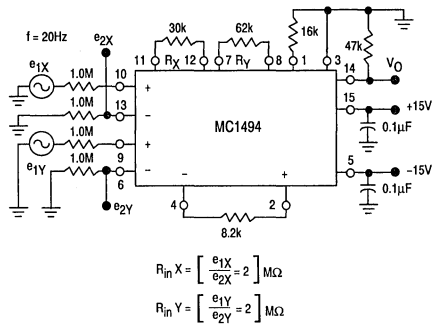 f = 20Hz
e2X
30k
62k
16k
47k
11 RX 12
7 RY 8
1
3
14
VO
e1X
1.0M
10
+
1.0M
13
–
15
+15V
0.1µF
MC1494
1.0M
+
9
e1Y
1.0M
–
6
5
–15V
0.1µF
e2Y
–
+
4
2
8.2k
Rin X = [ e1X / e2X = 2 ] MΩ
Rin Y = [ e1Y / e2Y = 2 ] MΩ